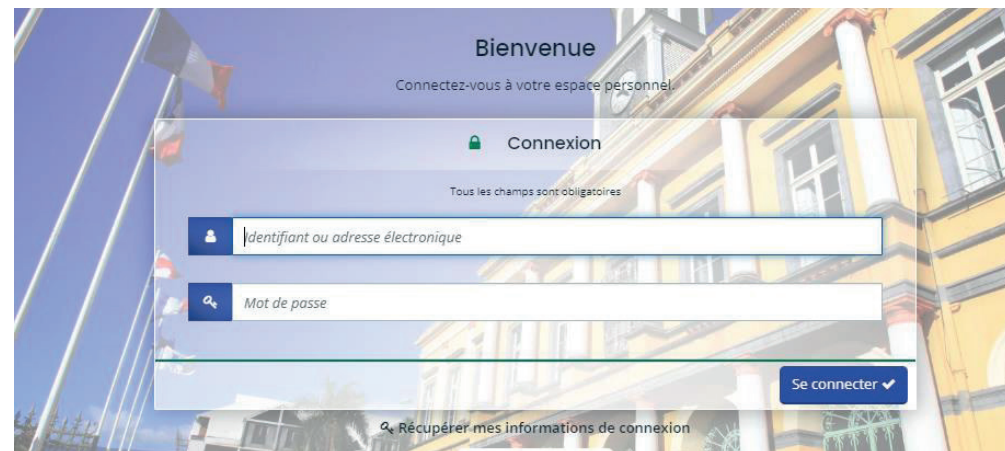 Bienvenue
Connectez-vous à votre espace personnel.
Connexion
Tous les champs sont obligatoires
Identifiant ou adresse électronique
Mot de passe
Se connecter
Récupérer mes informations de connexion